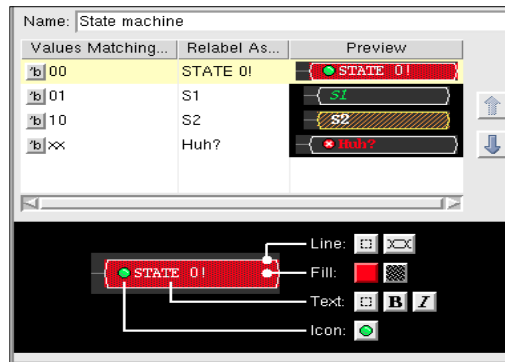 Name: State machine
Values Matching... Relabel As... Preview
'b 00 STATE 0! STATE 0!
'b 01 S1 S1
'b 10 S2 S2
'b xx Huh? Huh?
Line:
STATE 0! Fill:
Text: B I
Icon: